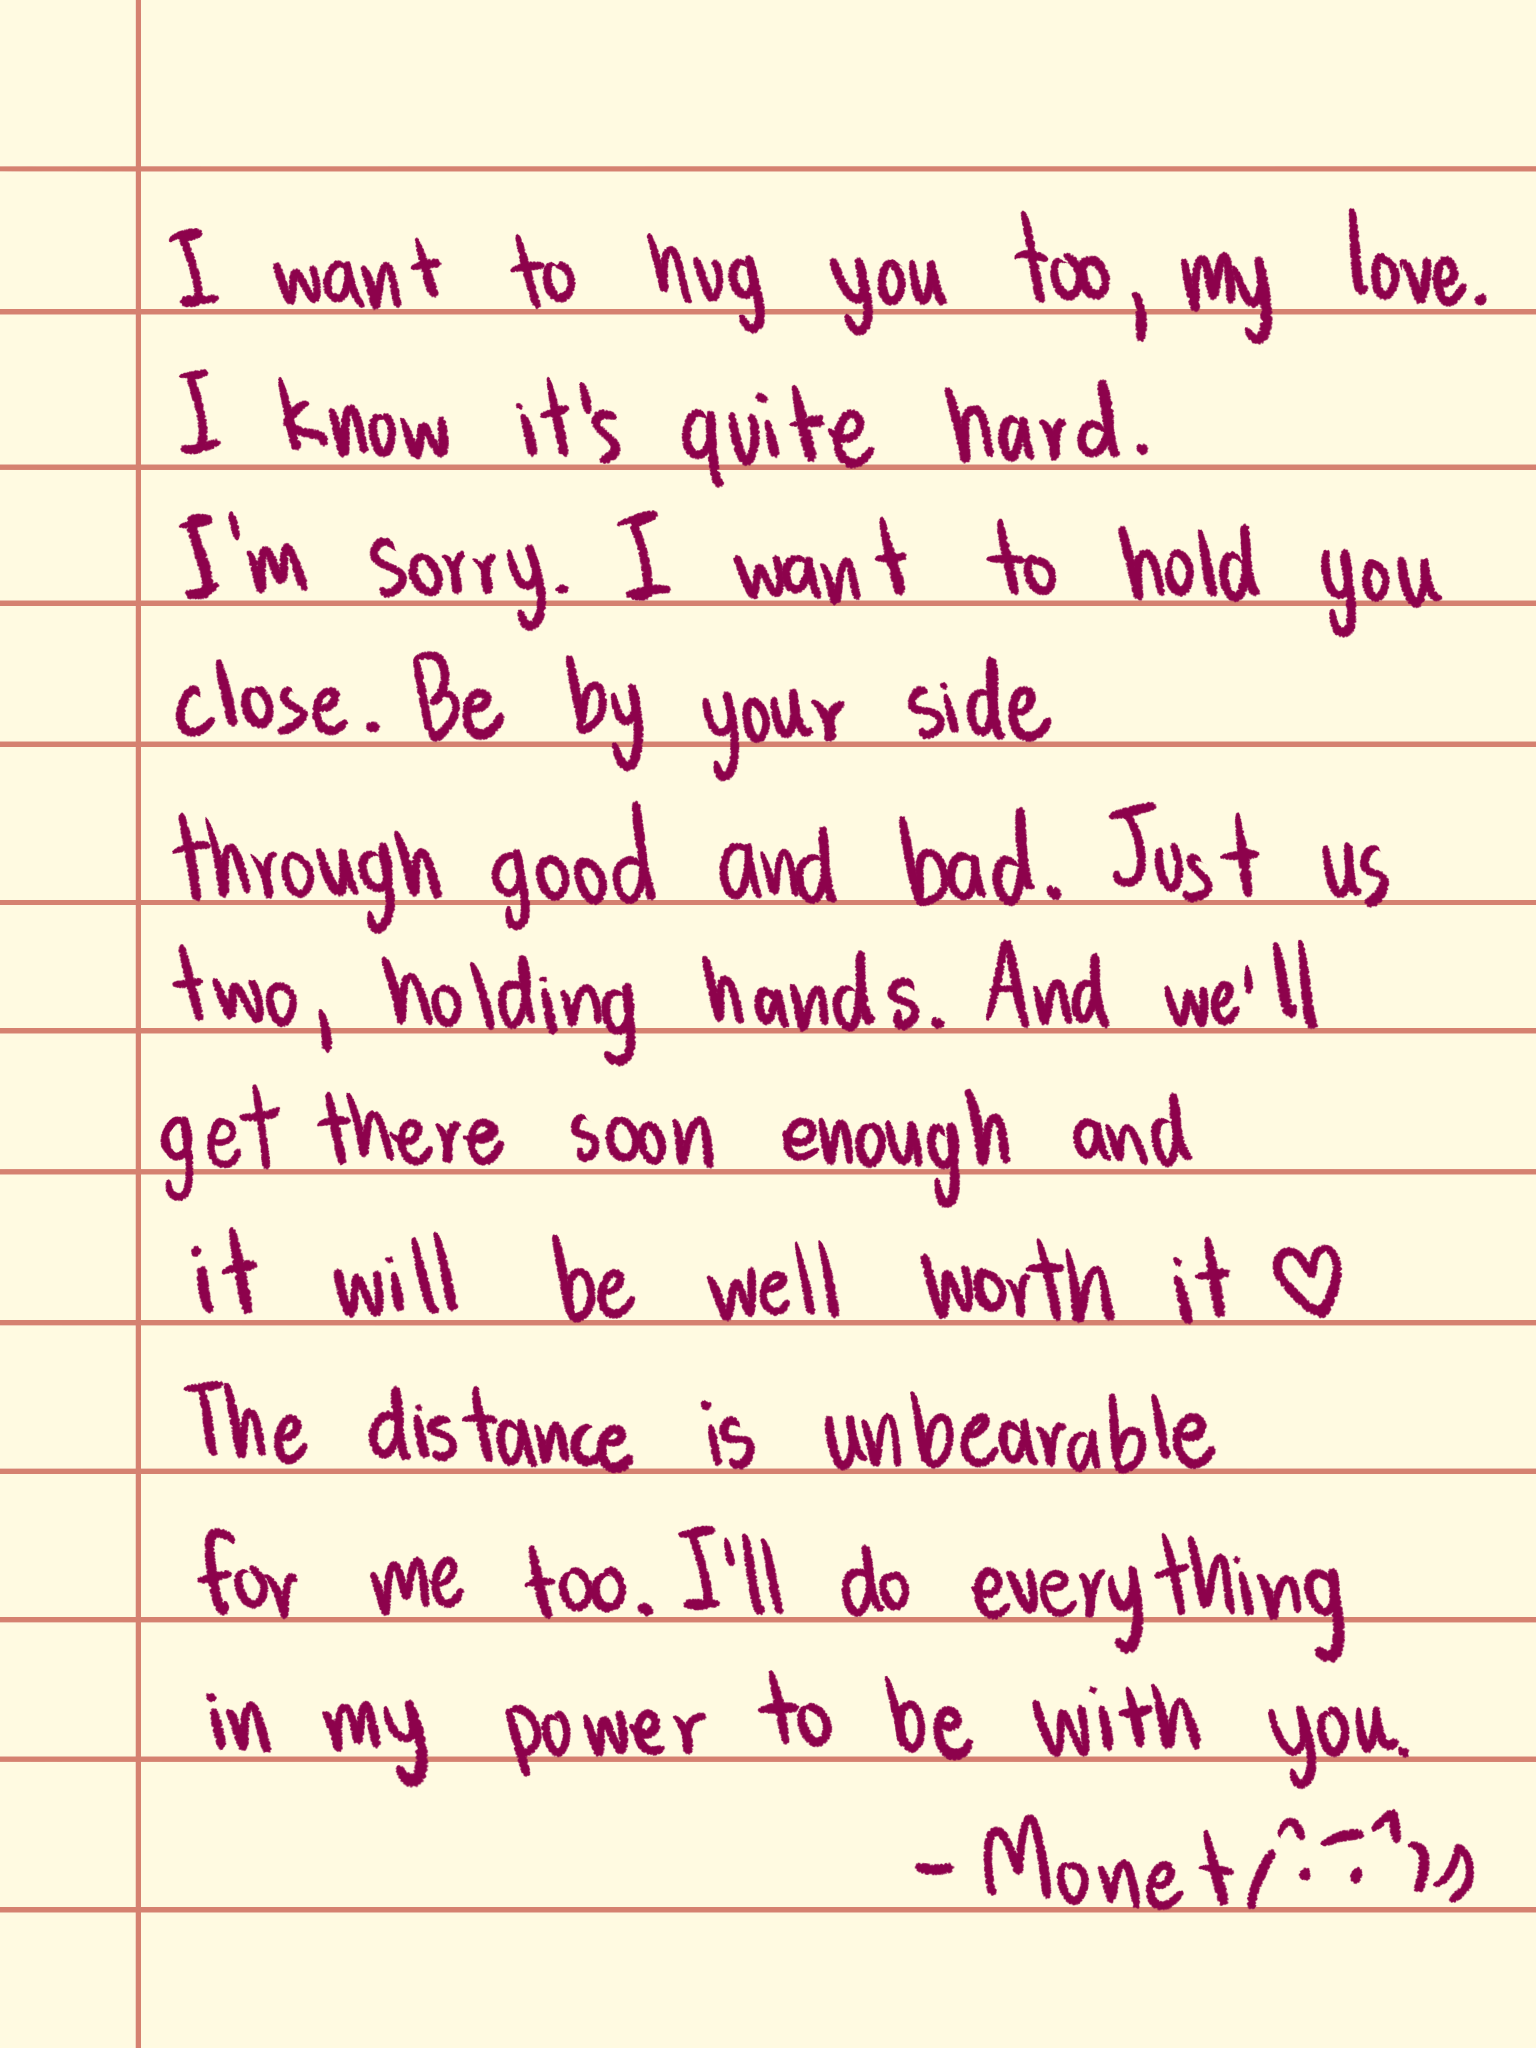 I want to hug you too, my love.
I know it's quite hard.
I'm sorry. I want to hold you
close. Be by your side
through good and bad. Just us
two, holding hands. And we'll
get there soon enough and
it will be well worth it ♡
The distance is unbearable
for me too. I'll do everything
in my power to be with you.
- Monet